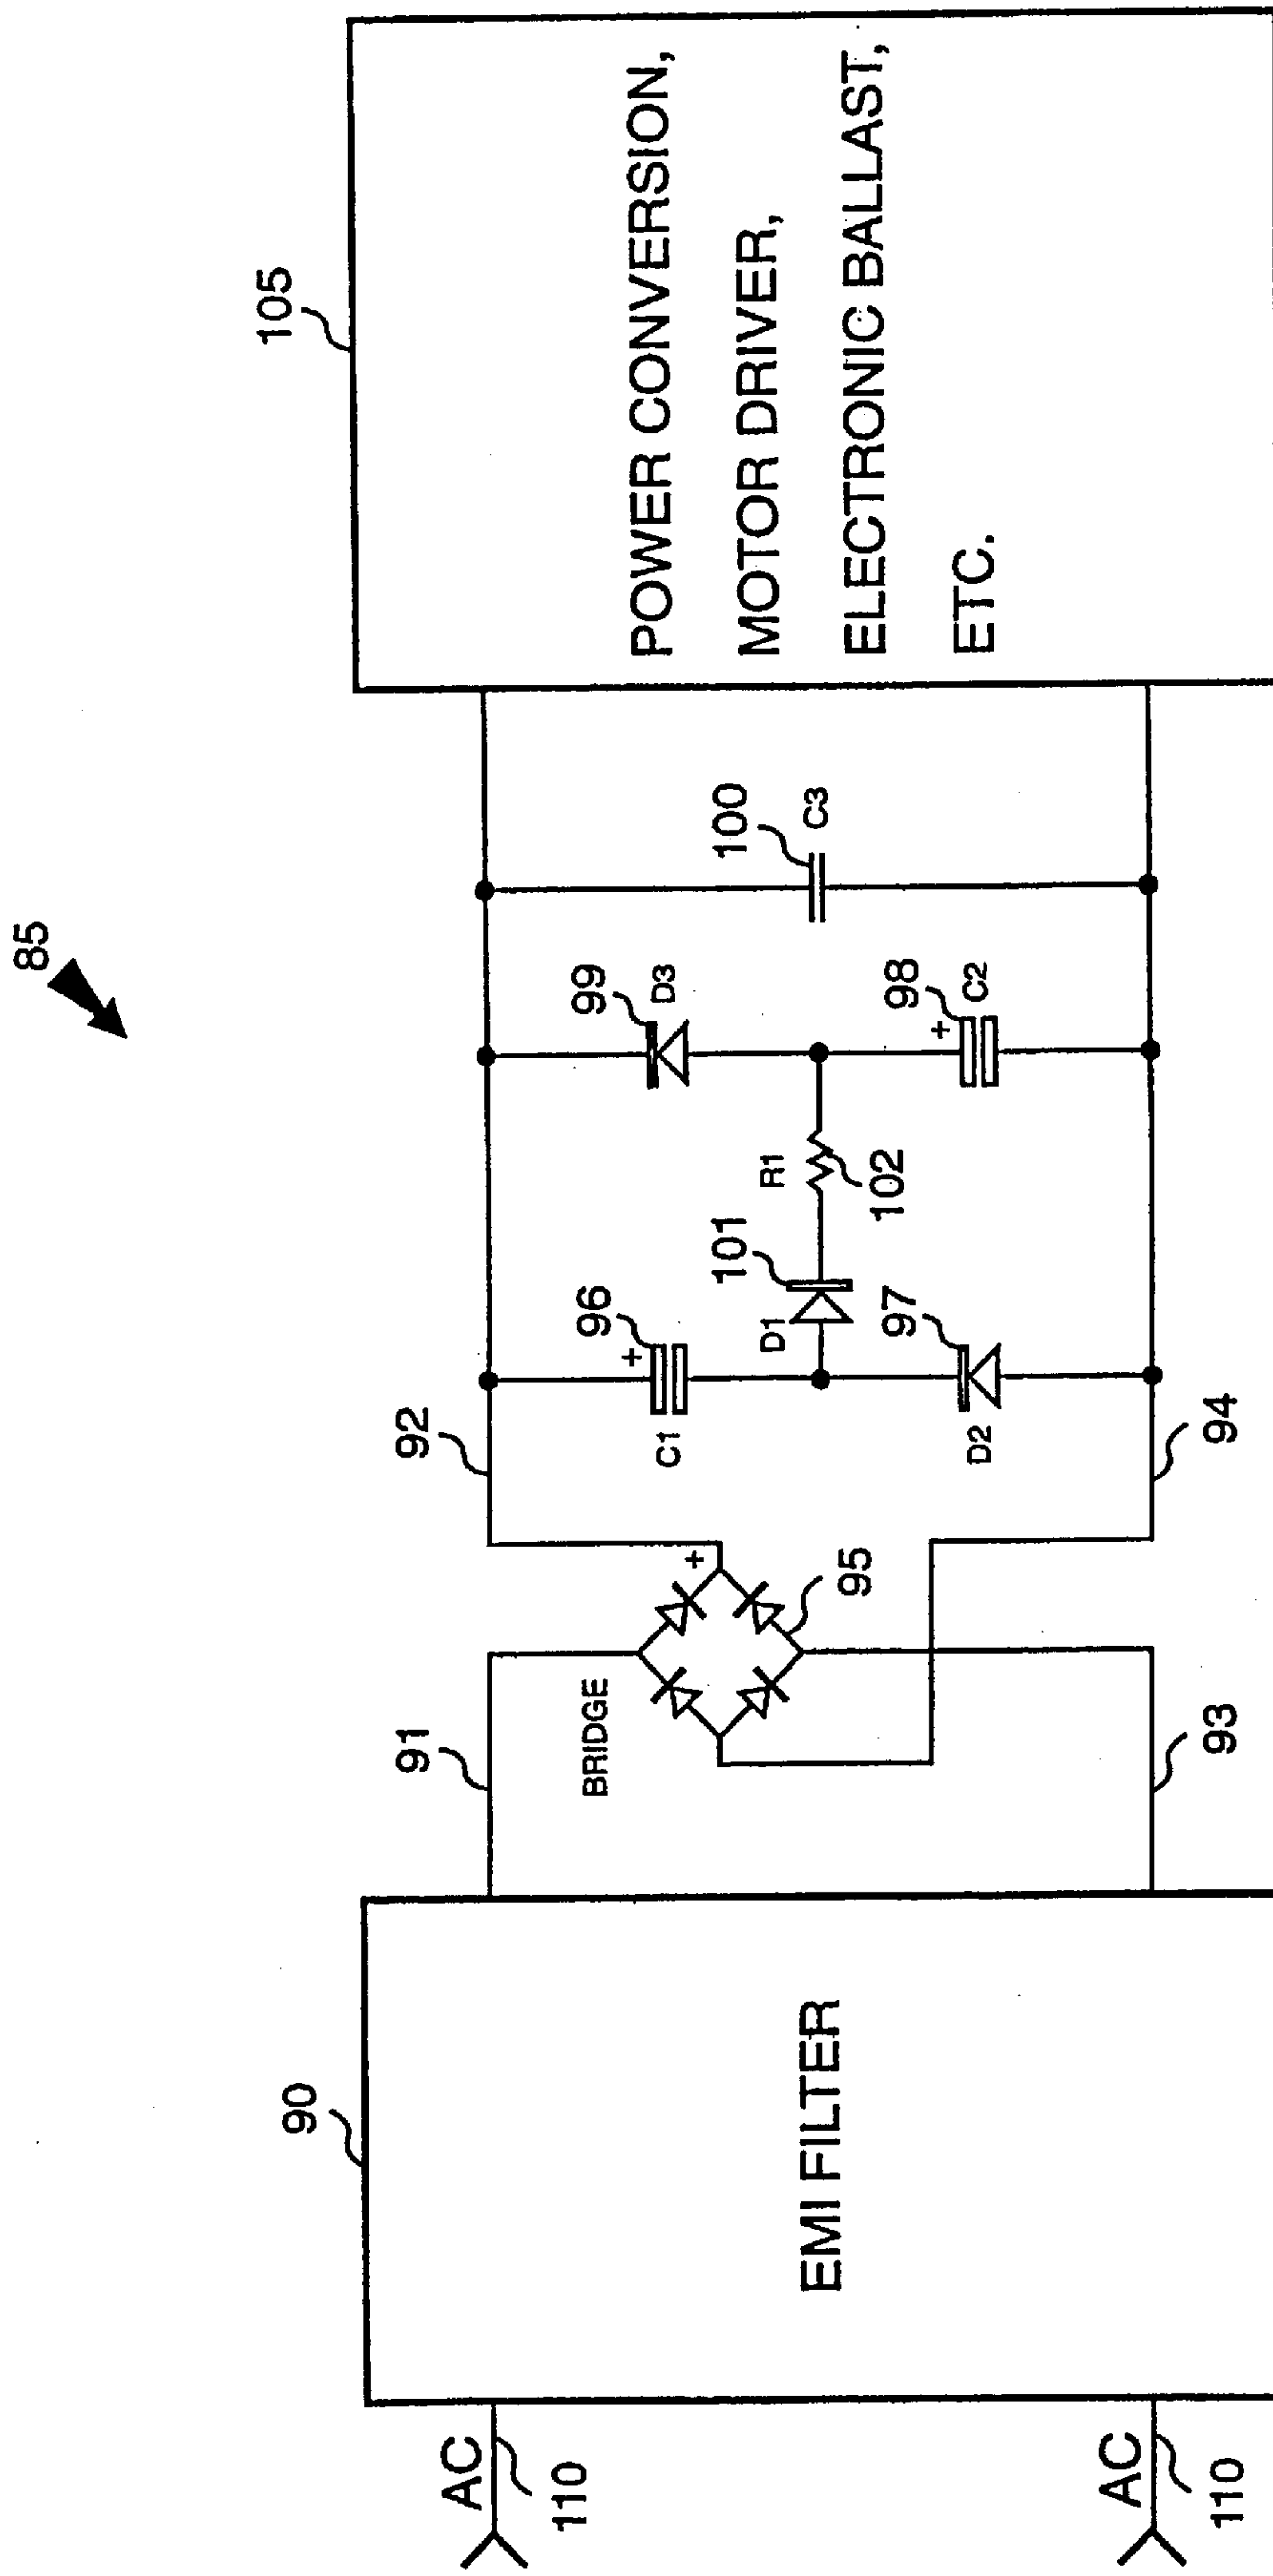 85
105
POWER CONVERSION,
MOTOR DRIVER,
ELECTRONIC BALLAST,
ETC.
90
EMI FILTER
AC
110
AC
110
91
93
BRIDGE
+
95
92
94
+
96
C1
97
D2
101
D1
R1
102
99
D3
+
98
C2
100
C3